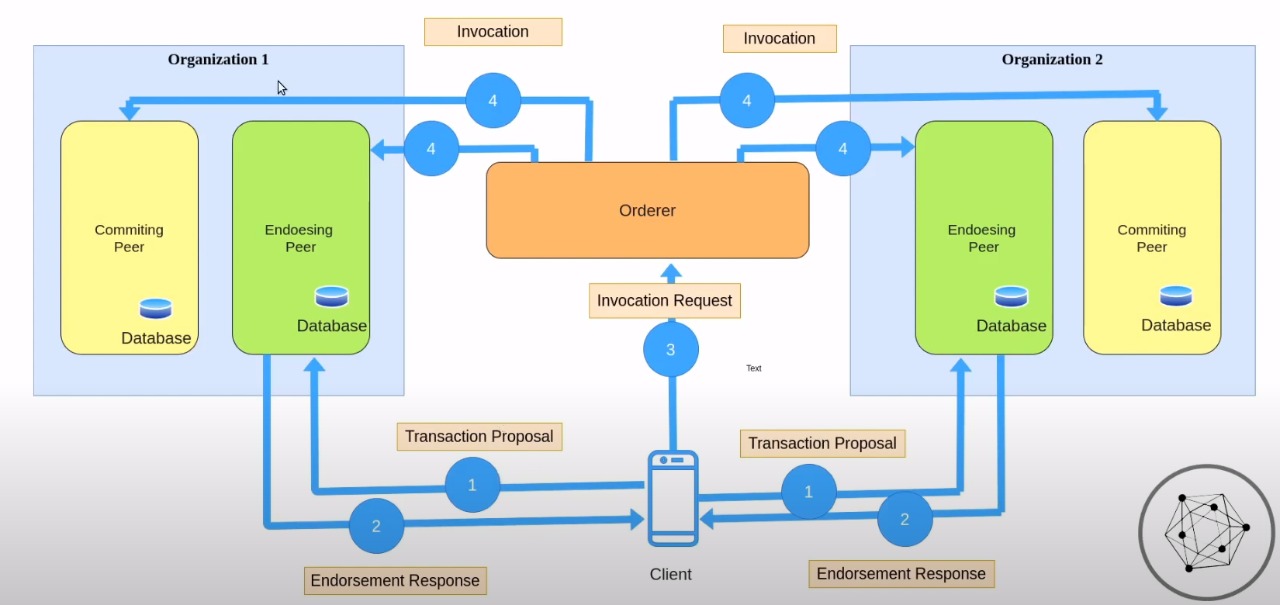 Invocation
Invocation
Organization 1
Organization 2
4
4
4
4
Commiting
Peer
Database
Endoesing
Peer
Database
Orderer
Endoesing
Peer
Database
Commiting
Peer
Database
Invocation Request
3
Text
Transaction Proposal
Transaction Proposal
1
1
2
2
Endorsement Response
Client
Endorsement Response